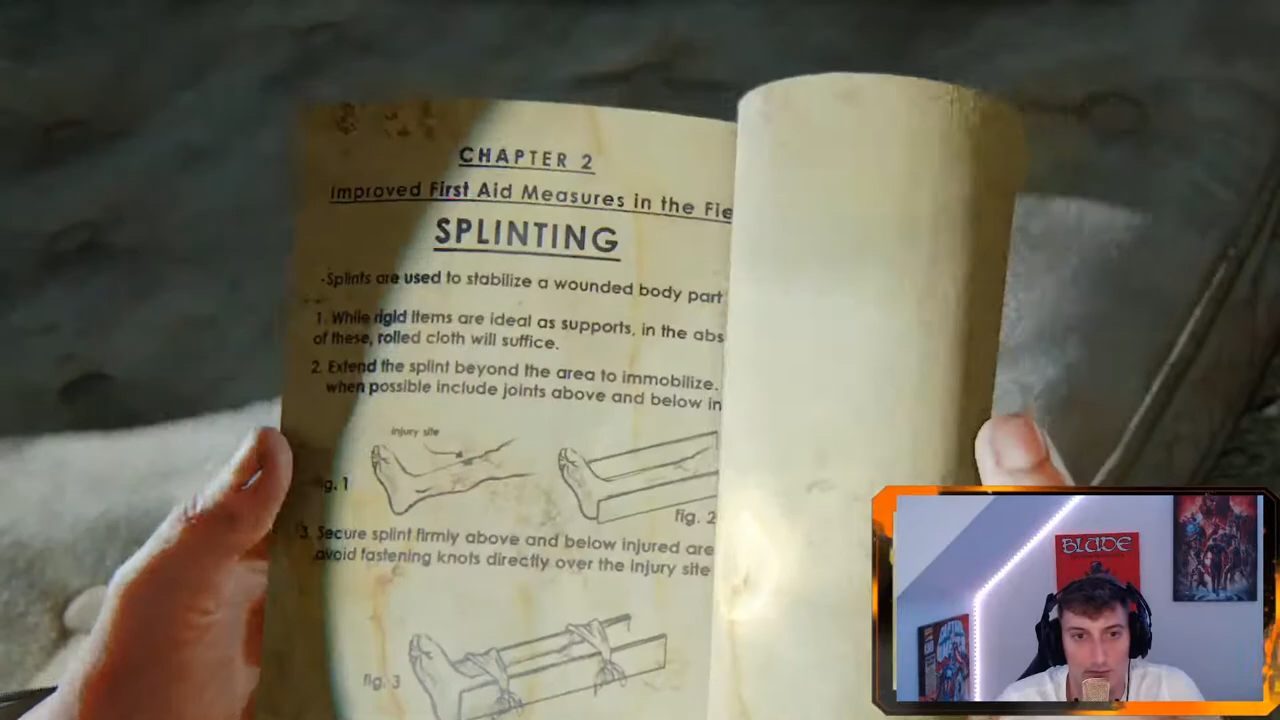 CHAPTER 2
Improved First Aid Measures in the Fie
SPLINTING
-Splints are used to stabilize a wounded body part
1. While rigid items are ideal as supports, in the abs
of these, rolled cloth will suffice.
2. Extend the splint beyond the area to immobilize.
when possible include joints above and below in
injury site
g. 1
fig. 2
3. Secure splint firmly above and below injured are
avoid fastening knots directly over the injury site
fig. 3
BLADE
CAPTAIN